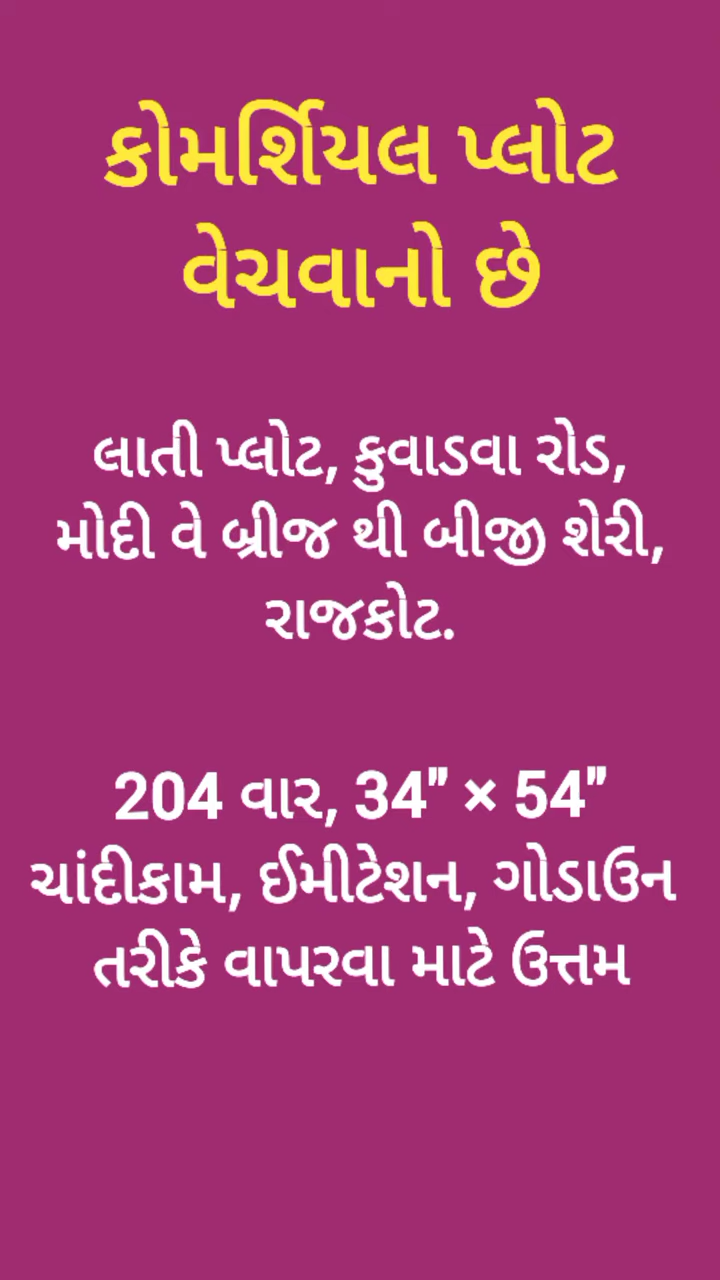 કોમર્શિયલ પ્લોટ
વેચવાનો છે
લાતી પ્લોટ, કુવાડવા રોડ,
મોદી વે બ્રીજ થી બીજી શેરી,
રાજકોટ.
204 વાર, 34" × 54"
ચાંદીકામ, ઈમીટેશન, ગોડાઉન
તરીકે વાપરવા માટે ઉત્તમ